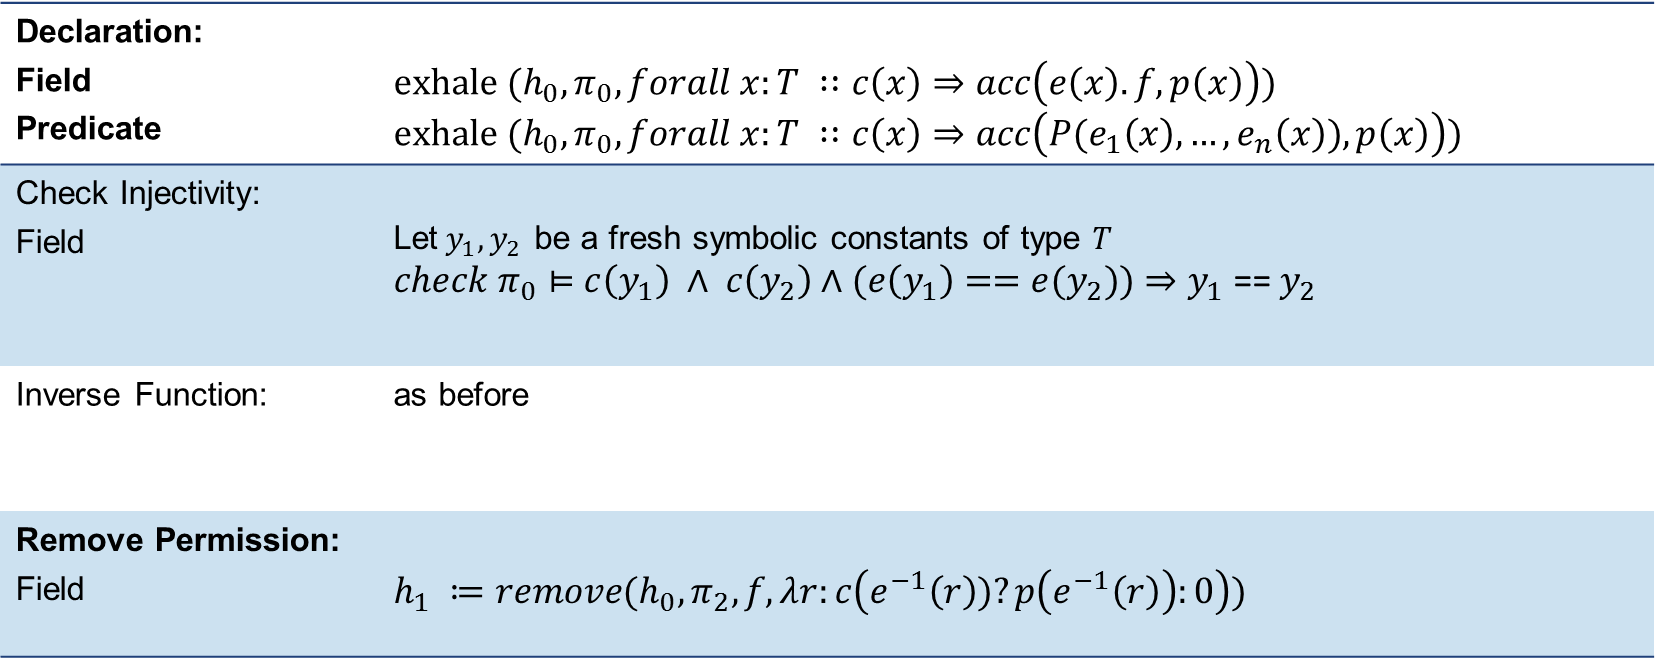 Declaration:
Field exhale (h₀, π₀, forall x: T ∷ c(x) ⇒ acc(e(x). f, p(x)))
Predicate exhale (h₀, π₀, forall x: T ∷ c(x) ⇒ acc(P(e₁(x), …, eₙ(x)), p(x)))
Check Injectivity:
Field Let y₁, y₂ be a fresh symbolic constants of type T
check π₀ ⊨ c(y₁) ∧ c(y₂) ∧ (e(y₁) == e(y₂)) ⇒ y₁ == y₂
Inverse Function: as before
Remove Permission:
Field h₁ ≔ remove(h₀, π₂, f, λr: c(e⁻¹(r))? p(e⁻¹(r)): 0))